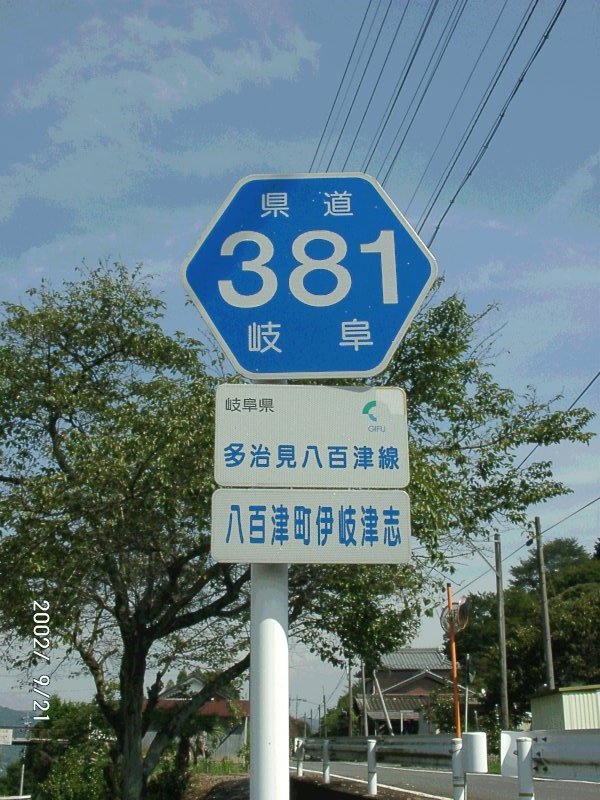 県道
381
岐阜
岐阜県
GIFU
多治見八百津線
八百津町伊岐津志
2002/ 9/21